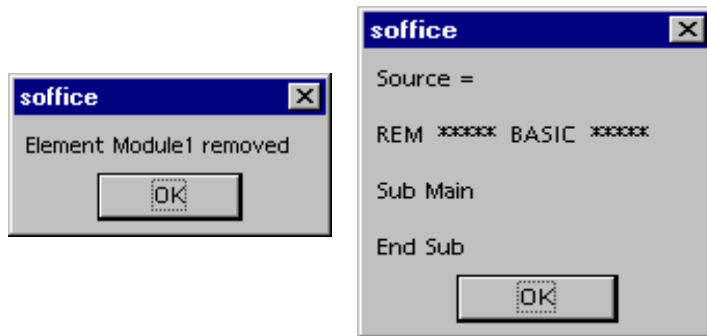 soffice
Element Module1 removed
OK
soffice
Source =
REM ***** BASIC *****
Sub Main
End Sub
OK